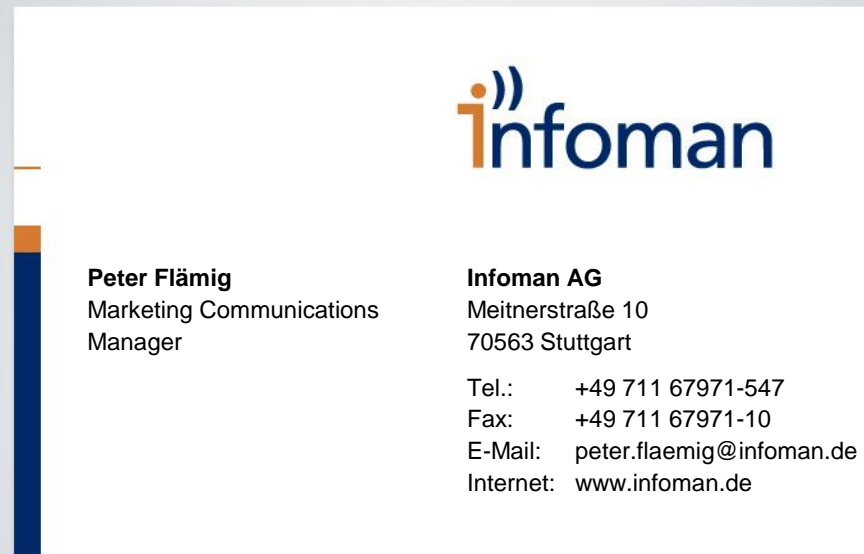 infoman
Peter Flämig
Marketing Communications
Manager
Infoman AG
Meitnerstraße 10
70563 Stuttgart
Tel.: +49 711 67971-547
Fax: +49 711 67971-10
E-Mail: peter.flaemig@infoman.de
Internet: www.infoman.de